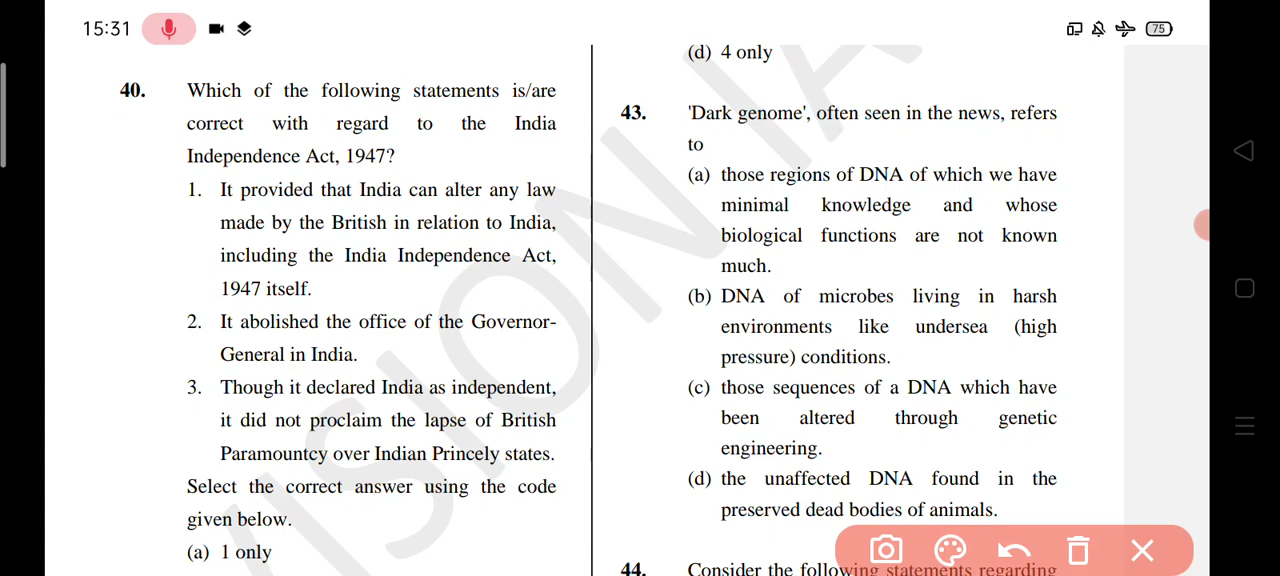 15:31
75
40. Which of the following statements is/are
correct with regard to the India
Independence Act, 1947?
1. It provided that India can alter any law
made by the British in relation to India,
including the India Independence Act,
1947 itself.
2. It abolished the office of the Governor-
General in India.
3. Though it declared India as independent,
it did not proclaim the lapse of British
Paramountcy over Indian Princely states.
Select the correct answer using the code
given below.
(a) 1 only
(d) 4 only
43. 'Dark genome', often seen in the news, refers
to
(a) those regions of DNA of which we have
minimal knowledge and whose
biological functions are not known
much.
(b) DNA of microbes living in harsh
environments like undersea (high
pressure) conditions.
(c) those sequences of a DNA which have
been altered through genetic
engineering.
(d) the unaffected DNA found in the
preserved dead bodies of animals.
44. Consider the following statements regarding
VISION IA